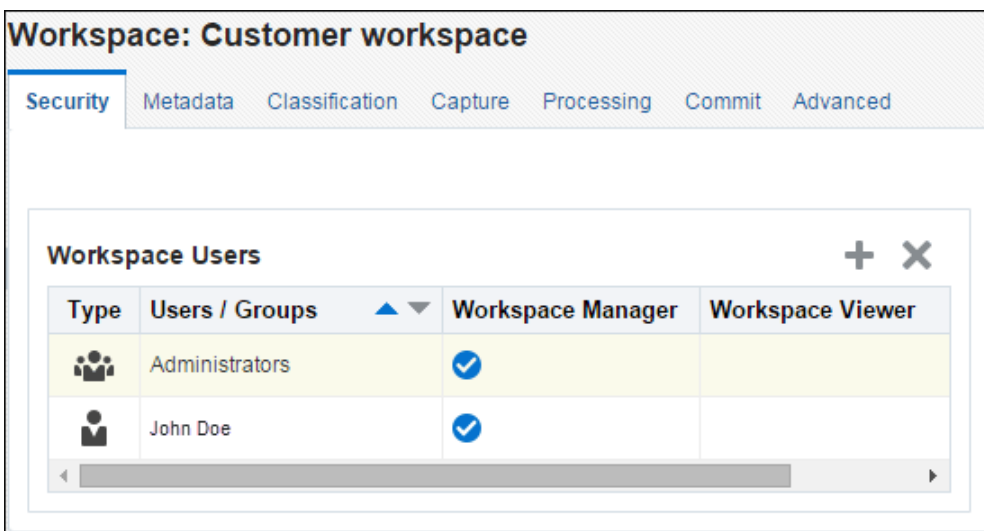 Workspace: Customer workspace
Security Metadata Classification Capture Processing Commit Advanced
Workspace Users
Type Users / Groups Workspace Manager Workspace Viewer
Administrators
John Doe